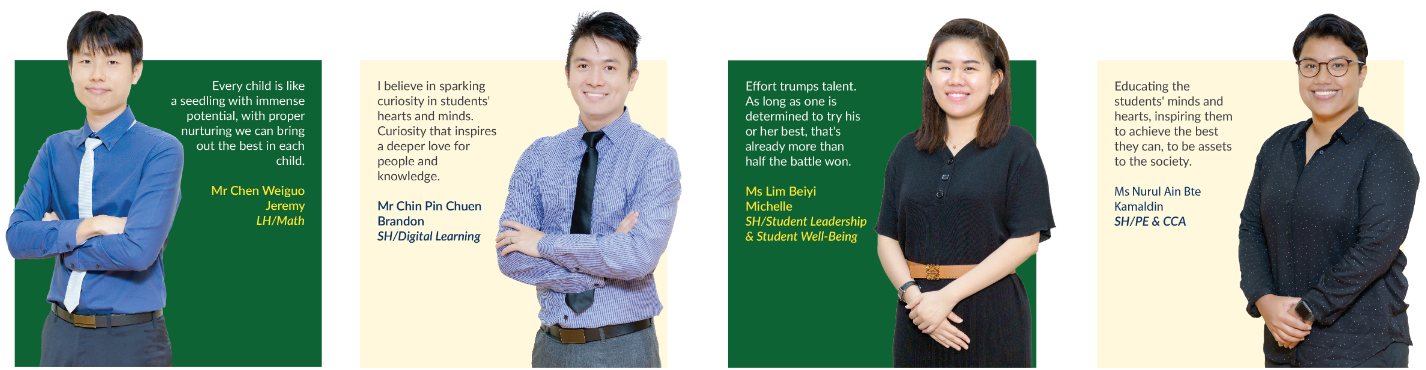 Every child is like
a seedling with immense
potential, with proper
nurturing we can bring
out the best in each
child.
Mr Chen Weiguo
Jeremy
LH/Math
I believe in sparking
curiosity in students'
hearts and minds.
Curiosity that inspires
a deeper love for
people and
knowledge.
Mr Chin Pin Chuen
Brandon
SH/Digital Learning
Effort trumps talent.
As long as one is
determined to try his
or her best, that's
already more than
half the battle won.
Ms Lim Beiyi
Michelle
SH/Student Leadership
& Student Well-Being
Educating the
students' minds and
hearts, inspiring them
to achieve the best
they can, to be assets
to the society.
Ms Nurul Ain Bte
Kamaldin
SH/PE & CCA